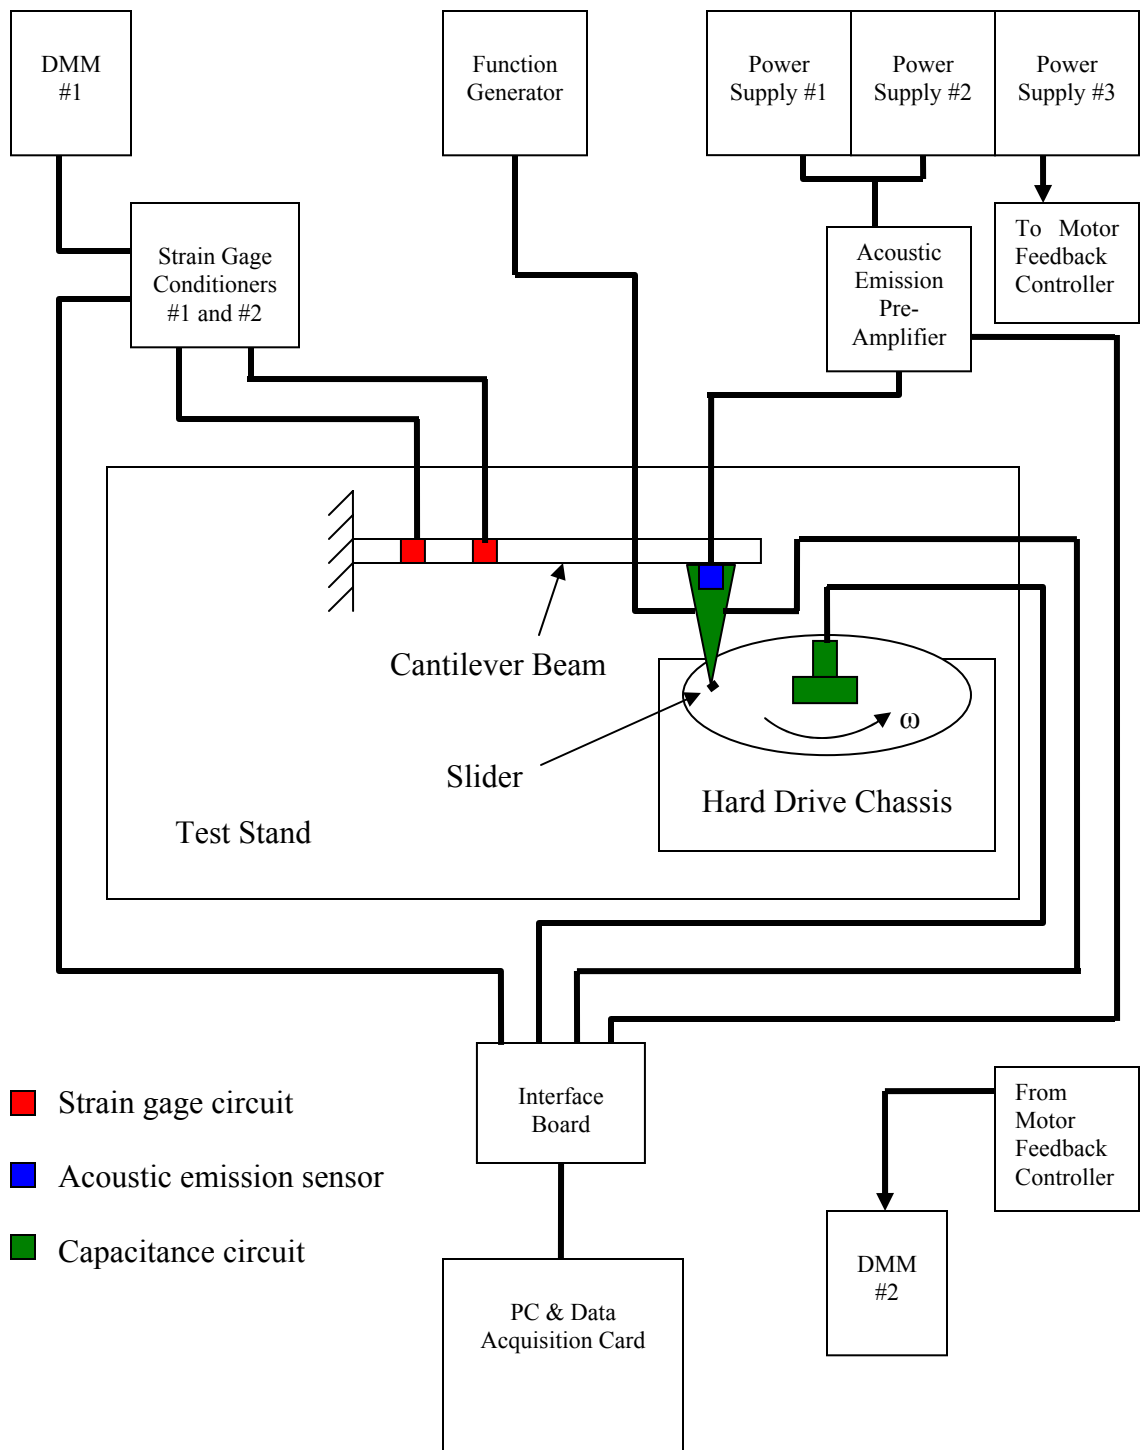 DMM
#1
Function
Generator
Power
Supply #1
Power
Supply #2
Power
Supply #3
Strain Gage
Conditioners
#1 and #2
Acoustic
Emission
Pre-
Amplifier
To Motor
Feedback
Controller
Cantilever Beam
ω
Slider
Hard Drive Chassis
Test Stand
Strain gage circuit
Acoustic emission sensor
Capacitance circuit
Interface
Board
From
Motor
Feedback
Controller
DMM
#2
PC & Data
Acquisition Card